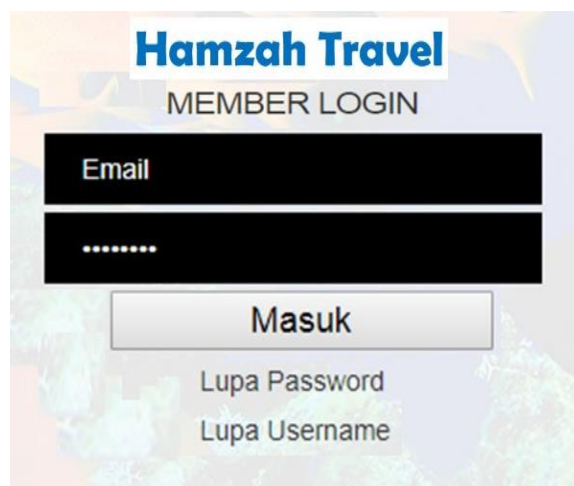 Hamzah Travel
MEMBER LOGIN
Email
••••••••
Masuk
Lupa Password
Lupa Username